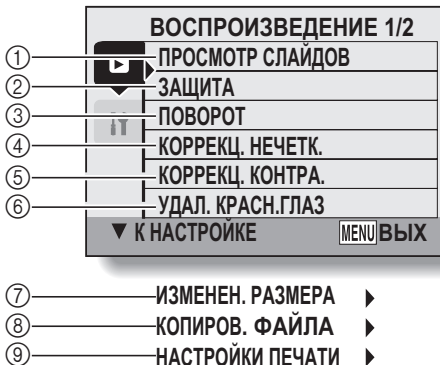 ВОСПРОИЗВЕДЕНИЕ 1/2
① ПРОСМОТР СЛАЙДОВ
② ЗАЩИТА
③ ПОВОРОТ
④ КОРРЕКЦ. НЕЧЕТК.
⑤ КОРРЕКЦ. КОНТРА.
⑥ УДАЛ. КРАСН.ГЛАЗ
▼ К НАСТРОЙКЕ MENU ВЫХ
⑦ ИЗМЕНЕН. РАЗМЕРА
⑧ КОПИРОВ. ФАЙЛА
⑨ НАСТРОЙКИ ПЕЧАТИ